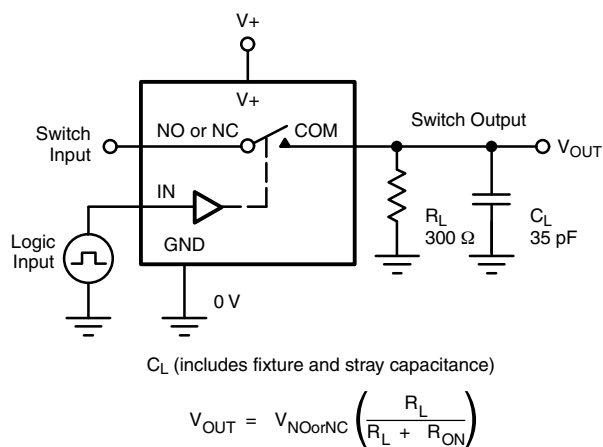 V+
V+
Switch Input
NO or NC
COM
Switch Output
V_OUT
IN
Logic Input
GND
0 V
R_L
300 Ω
C_L
35 pF
C_L (includes fixture and stray capacitance)
V_OUT = V_NOorNC ( R_L / R_L + R_ON )